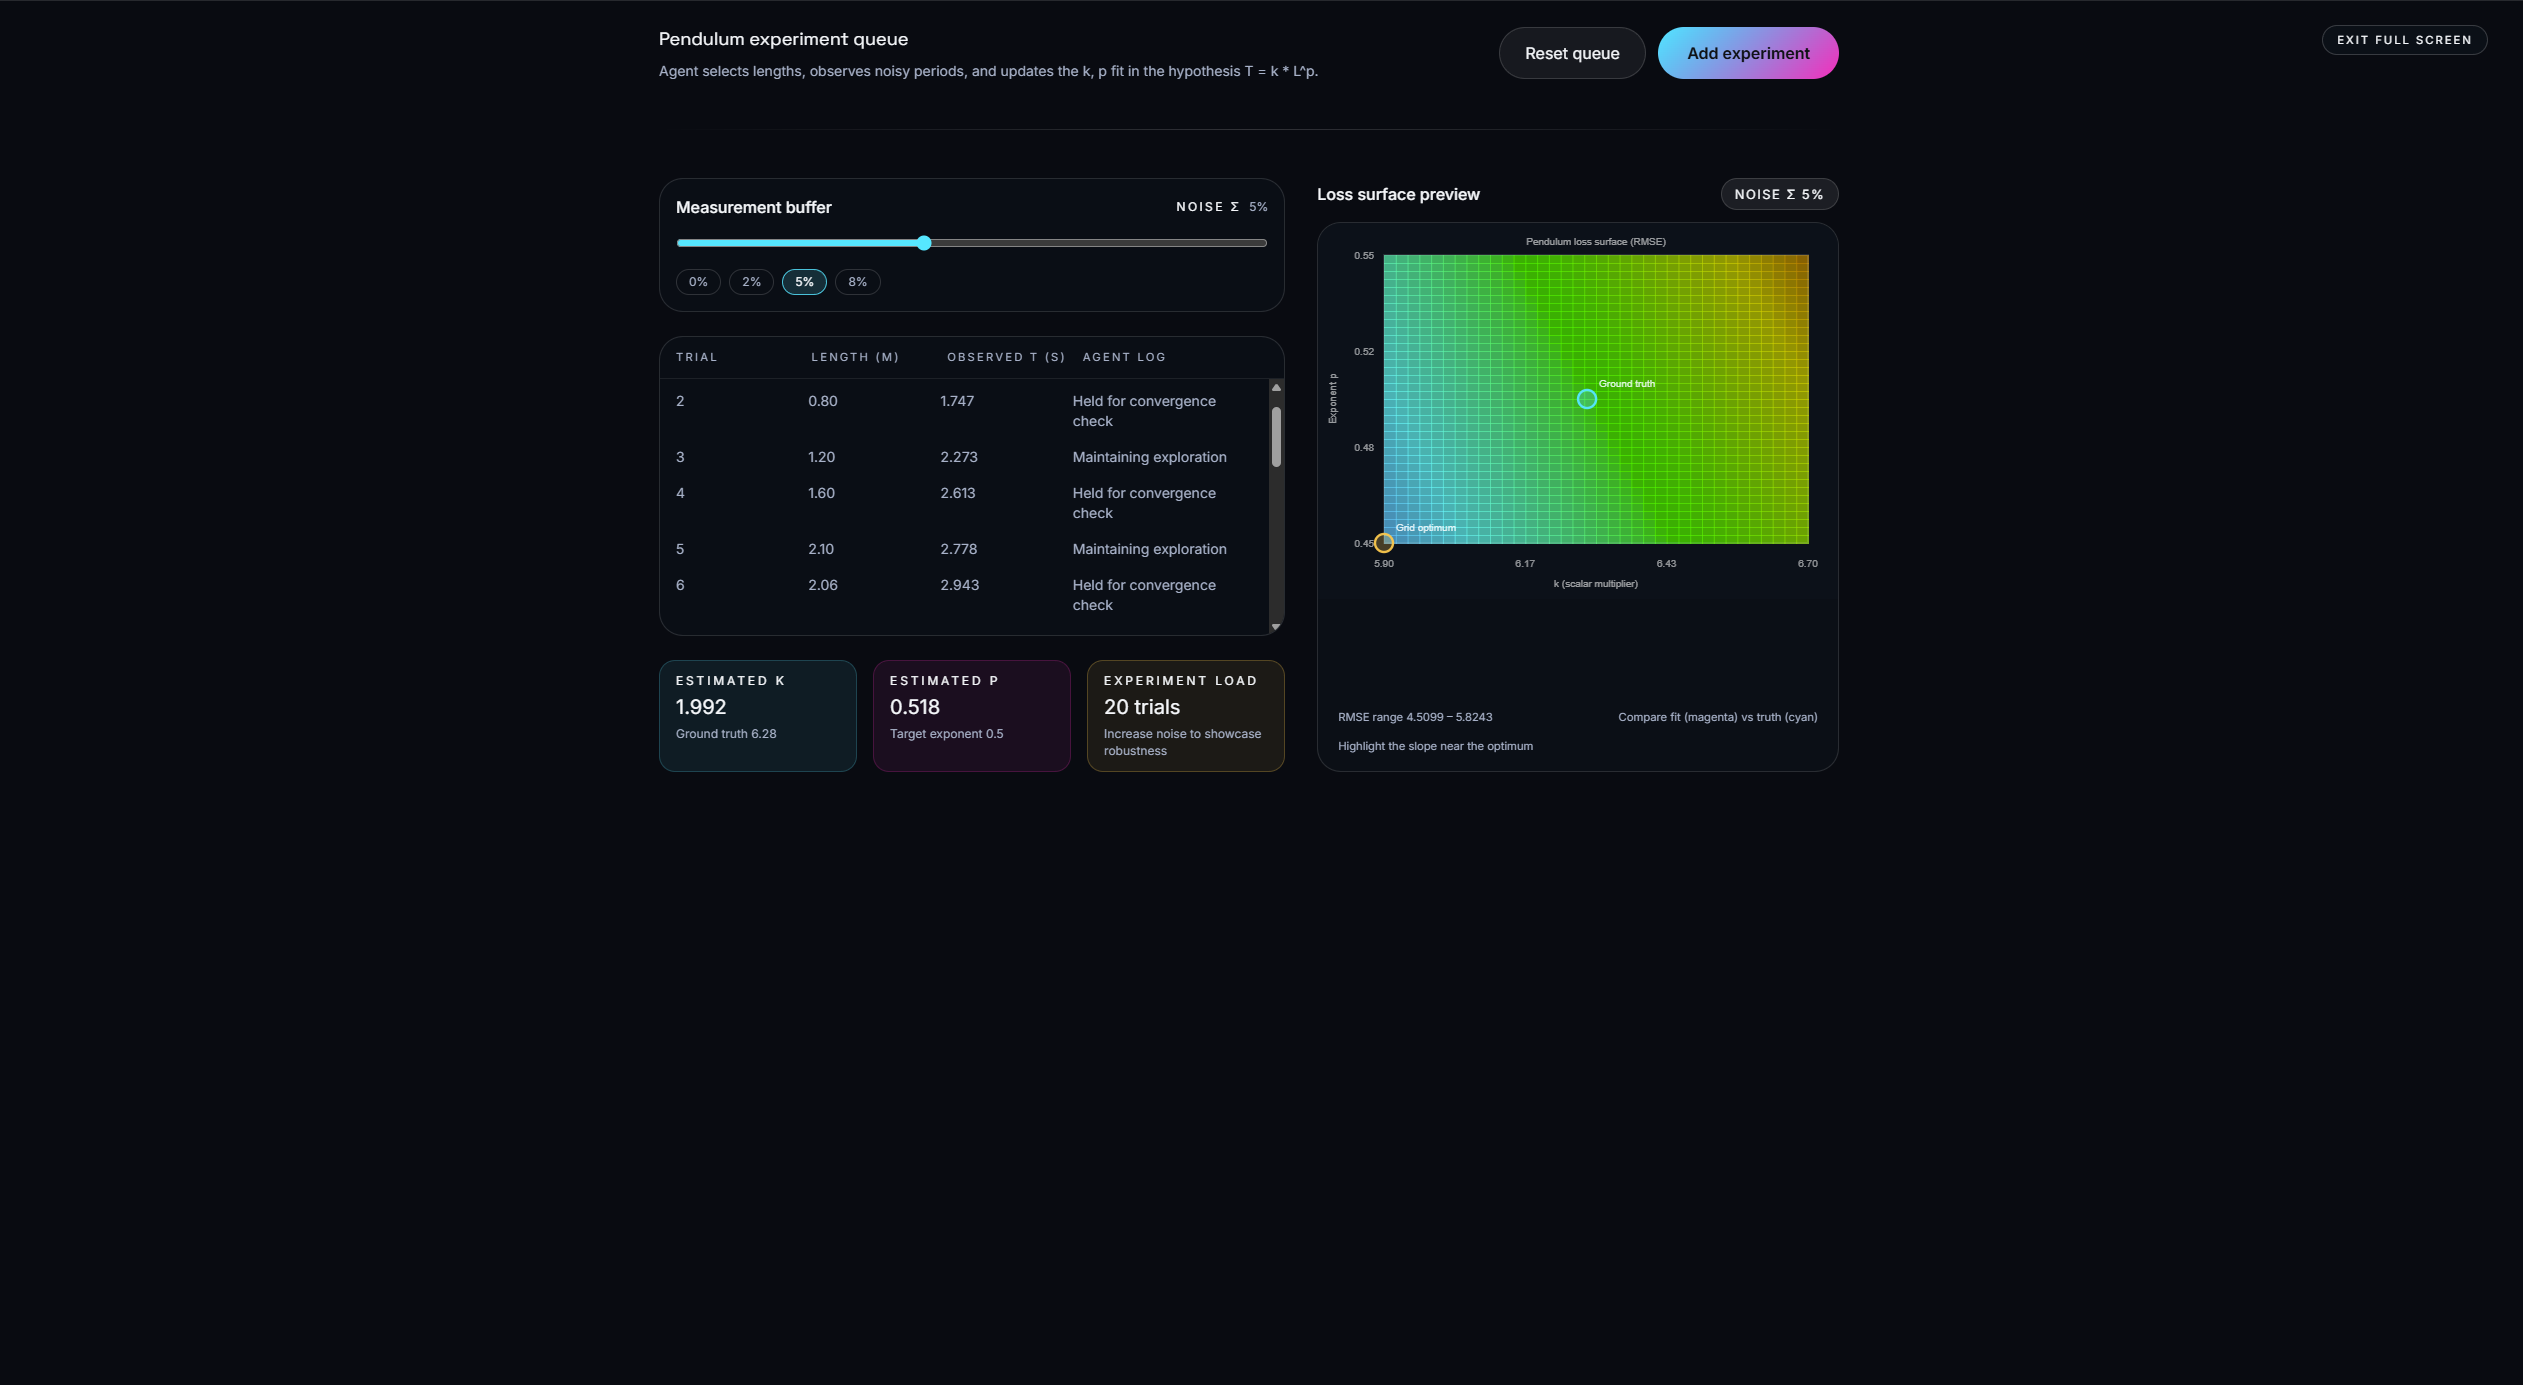 Pendulum experiment queue
Agent selects lengths, observes noisy periods, and updates the k, p fit in the hypothesis T = k * L^p.
Reset queue
Add experiment
EXIT FULL SCREEN
Measurement buffer
NOISE Σ 5%
0%
2%
5%
8%
TRIAL LENGTH (M) OBSERVED T (S) AGENT LOG
2 0.80 1.747 Held for convergence
check
3 1.20 2.273 Maintaining exploration
4 1.60 2.613 Held for convergence
check
5 2.10 2.778 Maintaining exploration
6 2.06 2.943 Held for convergence
check
ESTIMATED K
1.992
Ground truth 6.28
ESTIMATED P
0.518
Target exponent 0.5
EXPERIMENT LOAD
20 trials
Increase noise to showcase
robustness
Loss surface preview
NOISE Σ 5%
Pendulum loss surface (RMSE)
0.55
0.52
0.48
0.45
Exponent p
Ground truth
Grid optimum
5.90 6.17 6.43 6.70
k (scalar multiplier)
RMSE range 4.5099 – 5.8243
Compare fit (magenta) vs truth (cyan)
Highlight the slope near the optimum